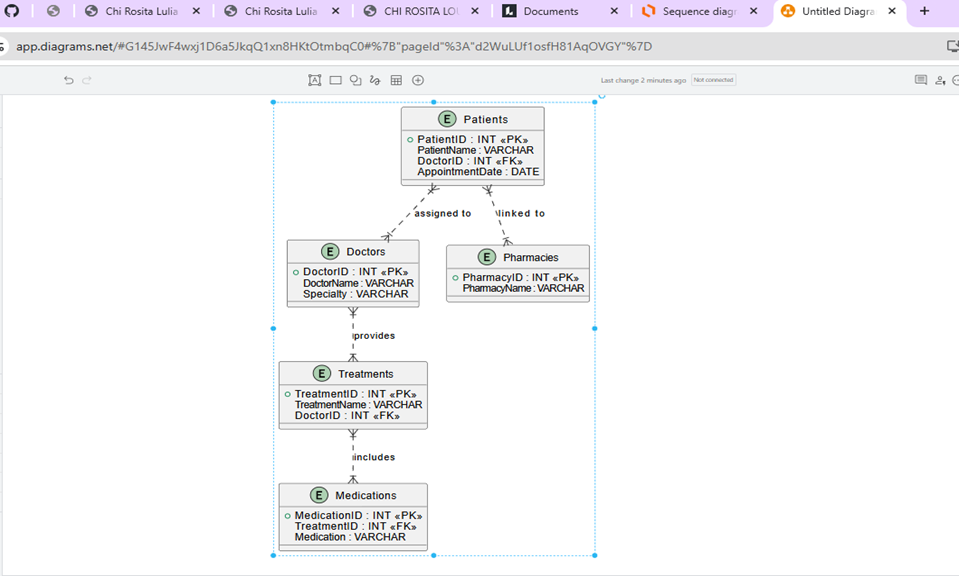 Chi Rosita Lulia
Chi Rosita Lulia
CHI ROSITA LOU
Documents
Sequence diagr
Untitled Diagra
app.diagrams.net/#G145JwF4wxj1D6a5JkqQ1xn8HKtOtmbqC0#%7B"pageId"%3A"d2WuLUf1osfH81AqOVGY"%7D
Last change 2 minutes ago
Not connected
E Patients
PatientID : INT «PK»
PatientName : VARCHAR
DoctorID : INT «FK»
AppointmentDate : DATE
assigned to
linked to
E Doctors
DoctorID : INT «PK»
DoctorName : VARCHAR
Specialty : VARCHAR
E Pharmacies
PharmacyID : INT «PK»
PharmacyName : VARCHAR
provides
E Treatments
TreatmentID : INT «PK»
TreatmentName : VARCHAR
DoctorID : INT «FK»
includes
E Medications
MedicationID : INT «PK»
TreatmentID : INT «FK»
Medication : VARCHAR